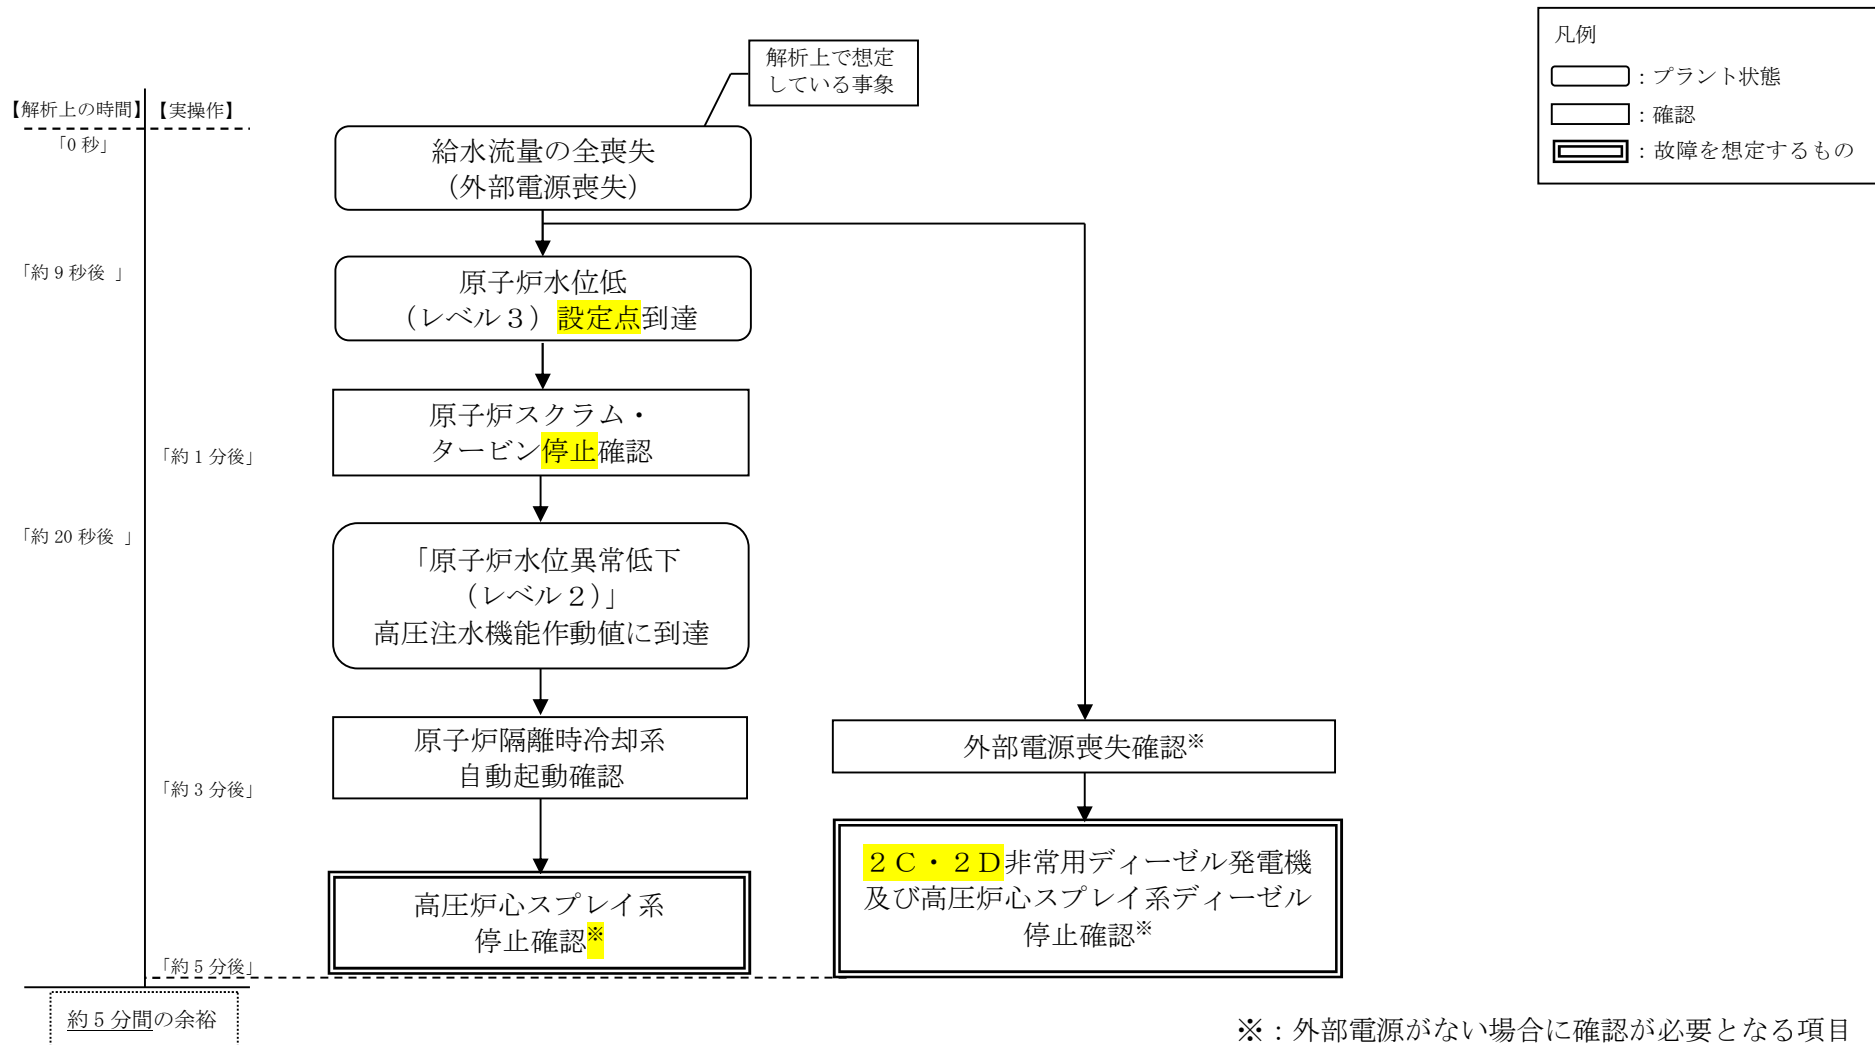 凡例
：プラント状態
：確認
：故障を想定するもの
解析上で想定
している事象
【解析上の時間】
【実操作】
「0 秒」
給水流量の全喪失
（外部電源喪失）
「約 9 秒後 」
原子炉水位低
（レベル３）設定点到達
原子炉スクラム・
タービン停止確認
「約 1 分後」
「約 20 秒後 」
「原子炉水位異常低下
（レベル２）」
高圧注水機能作動値に到達
原子炉隔離時冷却系
自動起動確認
「約 3 分後」
外部電源喪失確認※
高圧炉心スプレイ系
停止確認※
２Ｃ・２Ｄ非常用ディーゼル発電機
及び高圧炉心スプレイ系ディーゼル
停止確認※
「約 5 分後」
約 5 分間の余裕
※：外部電源がない場合に確認が必要となる項目